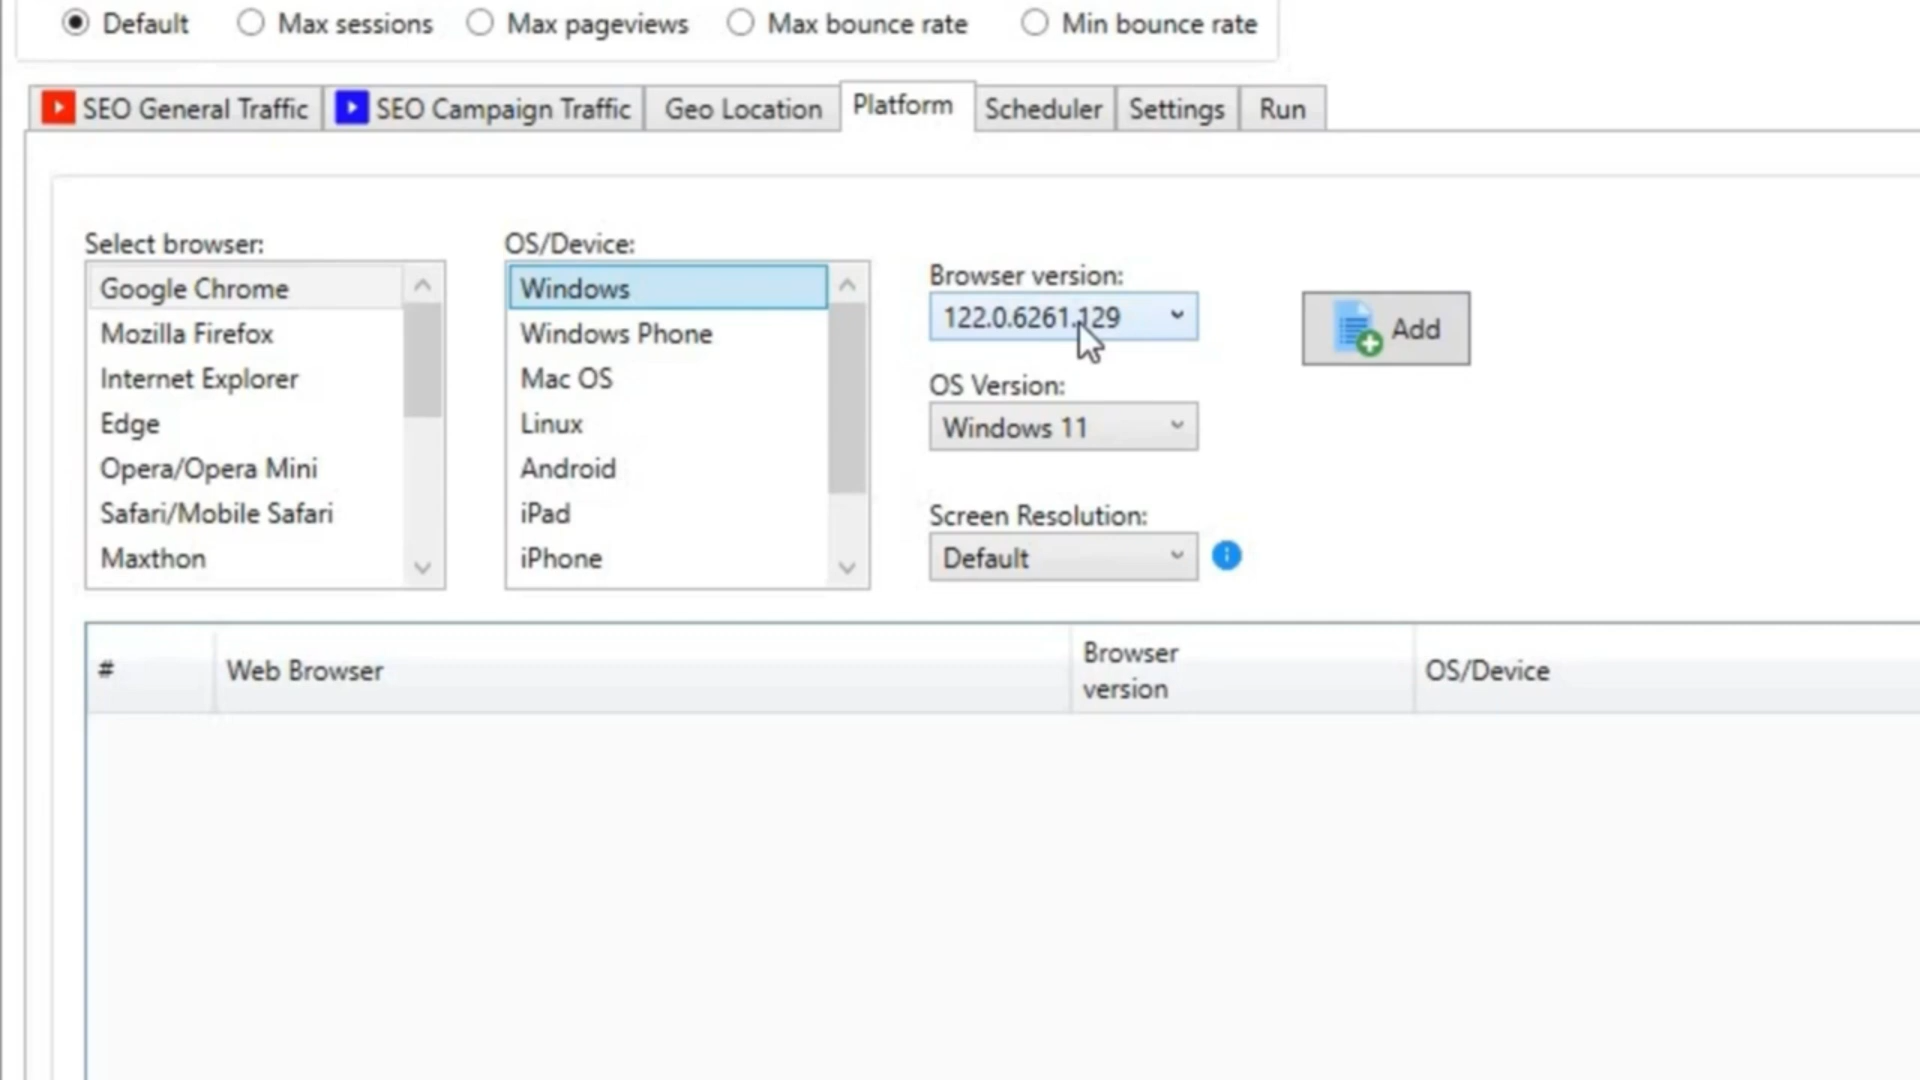 Default Max sessions Max pageviews Max bounce rate Min bounce rate
SEO General Traffic SEO Campaign Traffic Geo Location Platform Scheduler Settings Run
Select browser:
Google Chrome
Mozilla Firefox
Internet Explorer
Edge
Opera/Opera Mini
Safari/Mobile Safari
Maxthon
OS/Device:
Windows
Windows Phone
Mac OS
Linux
Android
iPad
iPhone
Browser version:
122.0.6261.129
OS Version:
Windows 11
Screen Resolution:
Default
Add
# Web Browser Browser version OS/Device